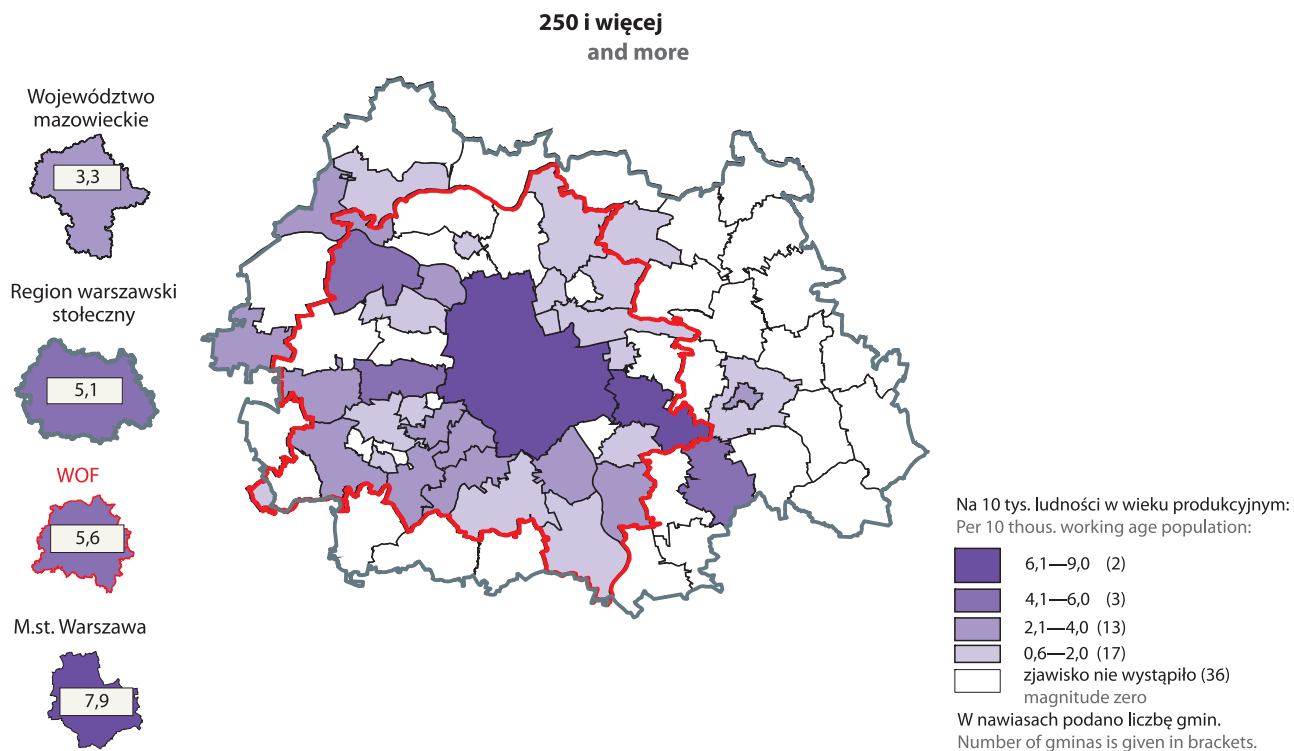 250 i więcej
and more
Województwo
mazowieckie
3,3
Region warszawski
stołeczny
5,1
WOF
5,6
M.st. Warszawa
7,9
Na 10 tys. ludności w wieku produkcyjnym:
Per 10 thous. working age population:
6,1—9,0 (2)
4,1—6,0 (3)
2,1—4,0 (13)
0,6—2,0 (17)
zjawisko nie wystąpiło (36)
magnitude zero
W nawiasach podano liczbę gmin.
Number of gminas is given in brackets.